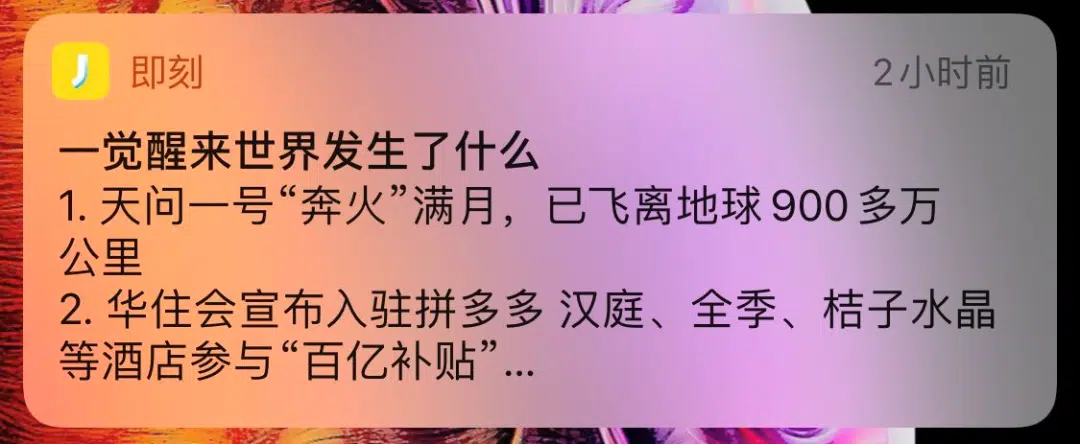 即刻
2小时前
一觉醒来世界发生了什么
1. 天问一号“奔火”满月，已飞离地球900多万
公里
2. 华住会宣布入驻拼多多 汉庭、全季、桔子水晶
等酒店参与“百亿补贴”...